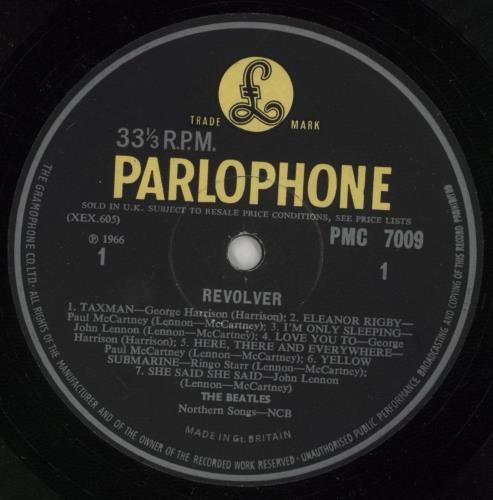 £
TRADE MARK
33⅓ R.P.M.
PARLOPHONE
SOLD IN U.K. SUBJECT TO RESALE PRICE CONDITIONS, SEE PRICE LISTS
(XEX.605)
PMC 7009
℗ 1966
1
1
REVOLVER
1. TAXMAN—George Harrison (Harrison); 2. ELEANOR RIGBY—
Paul McCartney (Lennon—McCartney); 3. I'M ONLY SLEEPING—
John Lennon (Lennon—McCartney); 4. LOVE YOU TO—George
Harrison (Harrison); 5. HERE, THERE AND EVERYWHERE—
Paul McCartney (Lennon—McCartney); 6. YELLOW
SUBMARINE—Ringo Starr (Lennon—McCartney);
7. SHE SAID SHE SAID—John Lennon
(Lennon—McCartney)
THE BEATLES
Northern Songs—NCB
MADE IN Gt. BRITAIN
THE GRAMOPHONE CO. LTD. · ALL RIGHTS OF THE MANUFACTURER AND OF THE OWNER OF THE RECORDED WORK RESERVED · UNAUTHORISED PUBLIC PERFORMANCE, BROADCASTING AND COPYING OF THIS RECORD PROHIBITED